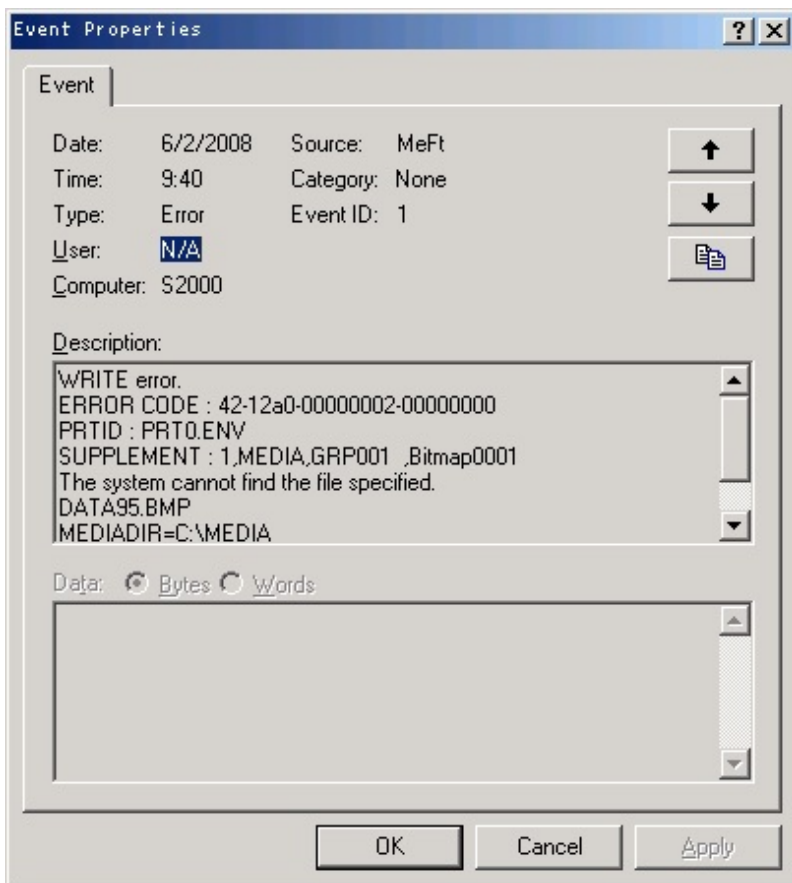 Event Properties
Event
Date: 6/2/2008 Source: MeFt
Time: 9:40 Category: None
Type: Error Event ID: 1
User: N/A
Computer: S2000
Description:
WRITE error.
ERROR CODE : 42-12a0-00000002-00000000
PRTID : PRT0.ENV
SUPPLEMENT : 1,MEDIA,GRP001 ,Bitmap0001
The system cannot find the file specified.
DATA95.BMP
MEDIADIR=C:\MEDIA
Data: Bytes Words
OK Cancel Apply